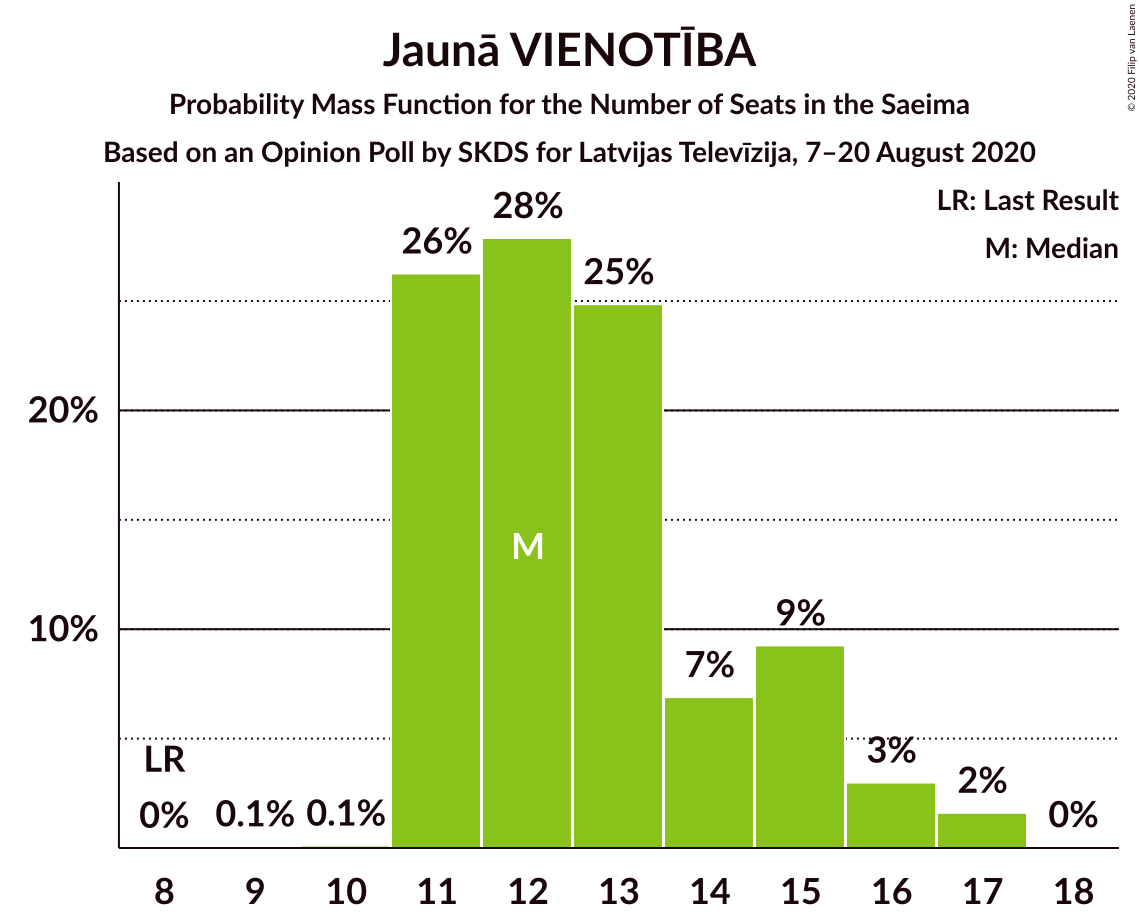 Jaunā VIENOTĪBA
Probability Mass Function for the Number of Seats in the Saeima
Based on an Opinion Poll by SKDS for Latvijas Televīzija, 7–20 August 2020
© 2020 Filip van Laenen
LR: Last Result
M: Median
28%
26%
25%
20%
M
10%
9%
7%
LR
3%
2%
0%
0.1%
0.1%
0%
8 9 10 11 12 13 14 15 16 17 18